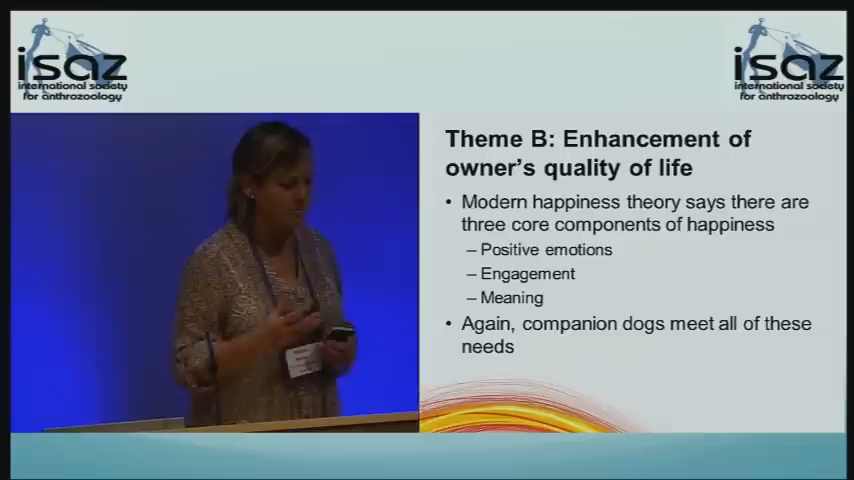 isaz
international society
for anthrozoology
isaz
international society
for anthrozoology
Theme B: Enhancement of
owner's quality of life
• Modern happiness theory says there are
three core components of happiness
– Positive emotions
– Engagement
– Meaning
• Again, companion dogs meet all of these
needs